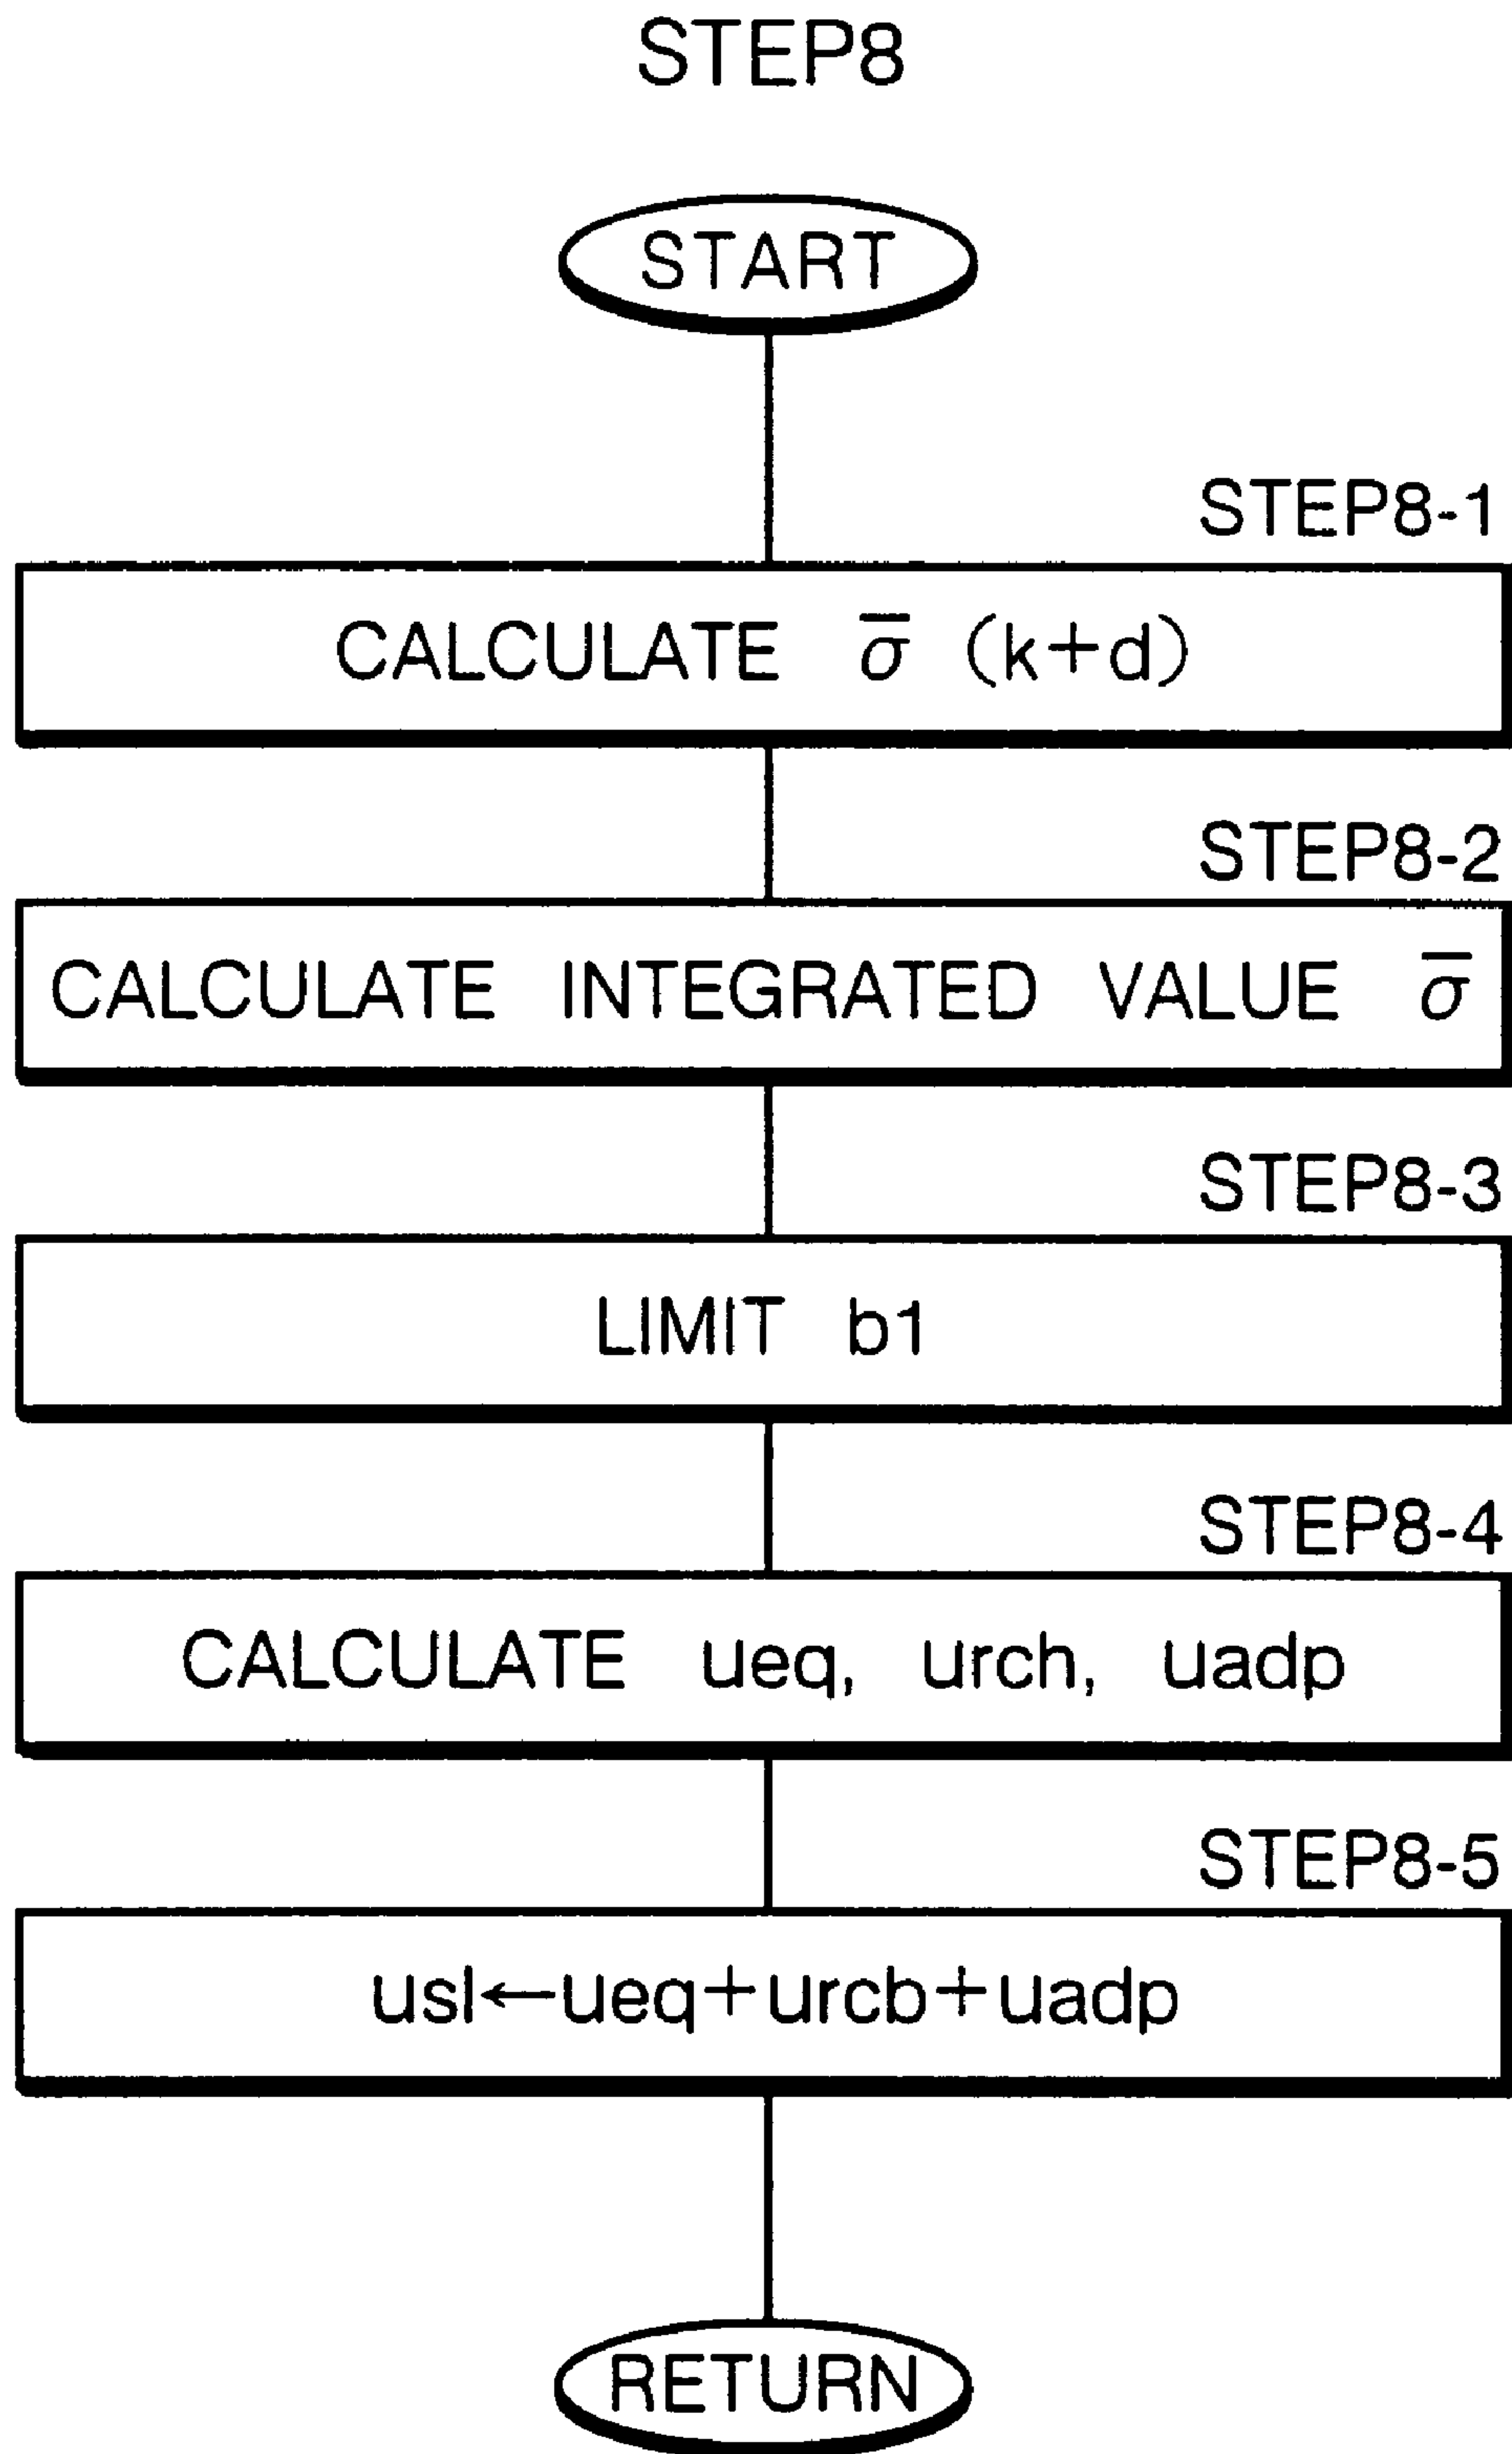 STEP8
START
STEP8-1
CALCULATE σ̅ (k+d)
STEP8-2
CALCULATE INTEGRATED VALUE σ̅
STEP8-3
LIMIT b1
STEP8-4
CALCULATE ueq, urch, uadp
STEP8-5
usl←ueq+urcb+uadp
RETURN